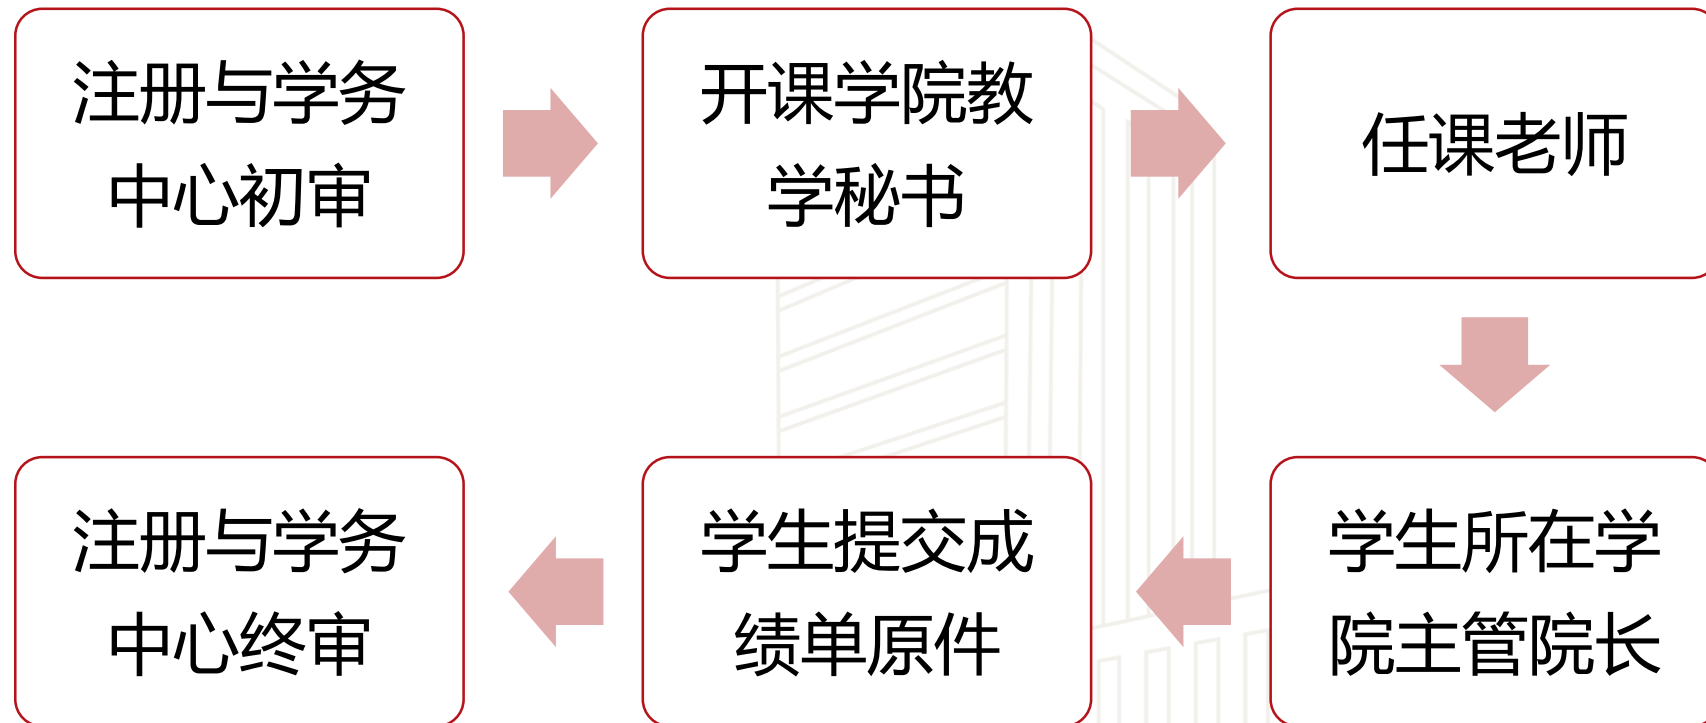 注册与学务
中心初审
开课学院教
学秘书
任课老师
学生所在学
院主管院长
学生提交成
绩单原件
注册与学务
中心终审